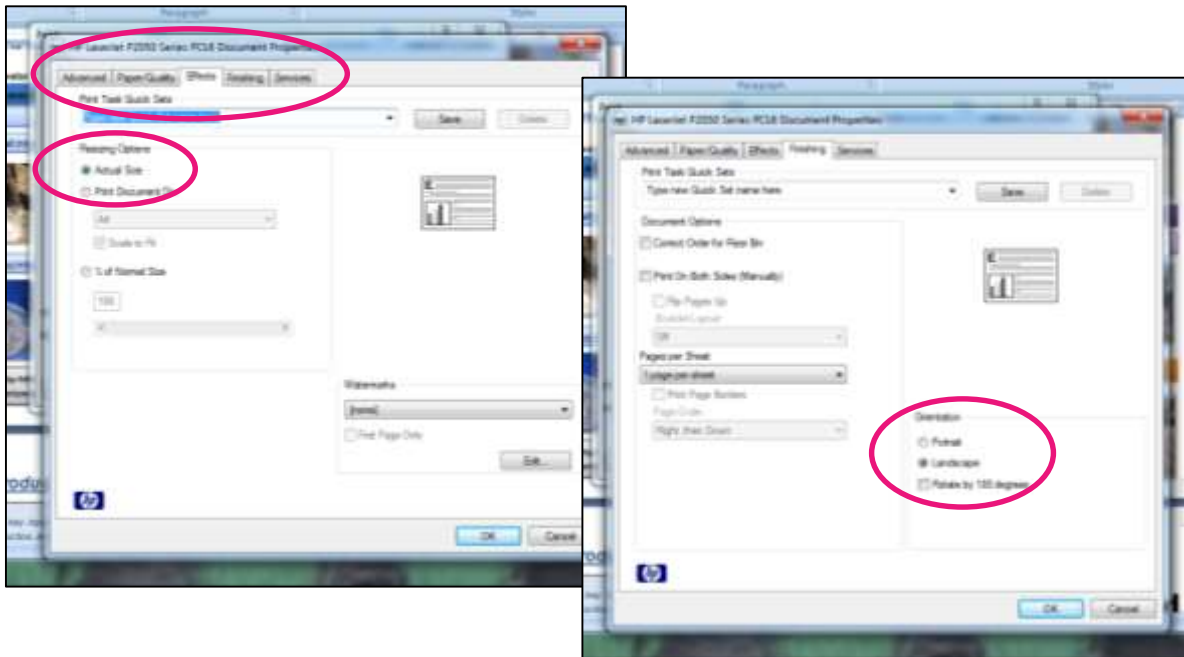 Paragraph
HP LaserJet P2050 Series PCL6 Document Properties
Advanced Paper/Quality Effects Finishing Services
Print Task Quick Sets
Save Delete
Resizing Options
Actual Size
Print Document On:
A4
Scale to Fit
% of Normal Size
100
Watermarks
[none]
First Page Only
Edit...
hp
OK Cancel
Paragraph
HP LaserJet P2050 Series PCL6 Document Properties
Advanced Paper/Quality Effects Finishing Services
Print Task Quick Sets
Type new Quick Set name here
Save Delete
Document Options
Correct Order for Rear Bin
Print On Both Sides (Manually)
Flip Pages Up
Booklet Layout
Off
Pages per Sheet
1 page per sheet
Print Page Borders
Page Order
Right, then Down
Orientation
Portrait
Landscape
Rotate by 180 degrees
hp
OK Cancel